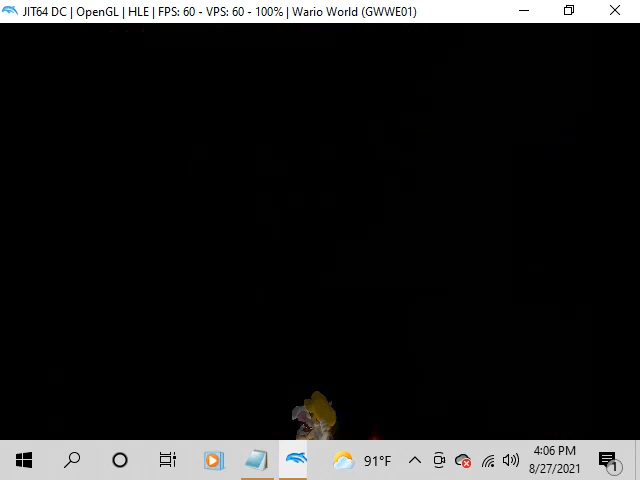 JIT64 DC | OpenGL | HLE | FPS: 60 - VPS: 60 - 100% | Wario World (GWWE01)
91°F
4:06 PM
8/27/2021
1